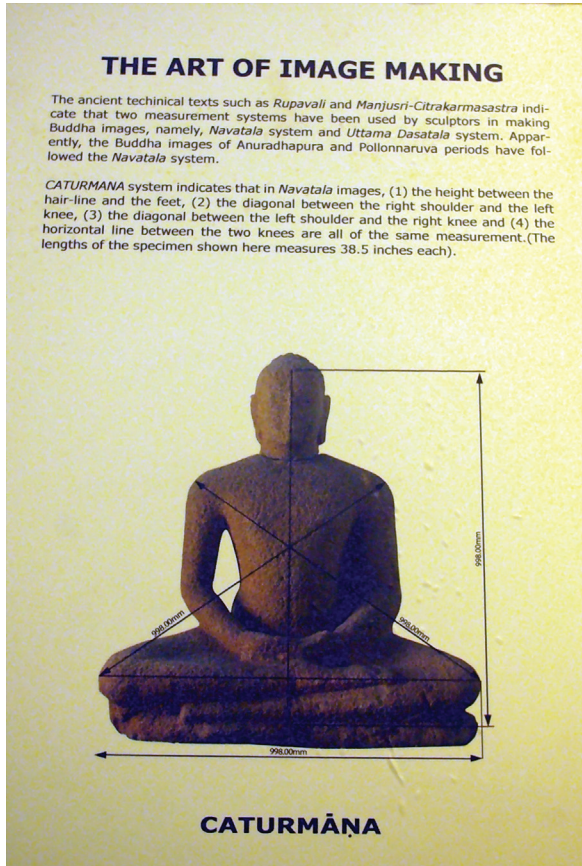 THE ART OF IMAGE MAKING
The ancient techinical texts such as Rupavali and Manjusri-Citrakarmasastra indi-
cate that two measurement systems have been used by sculptors in making
Buddha images, namely, Navatala system and Uttama Dasatala system. Appar-
ently, the Buddha images of Anuradhapura and Pollonnaruva periods have fol-
lowed the Navatala system.
CATURMANA system indicates that in Navatala images, (1) the height between the
hair-line and the feet, (2) the diagonal between the right shoulder and the left
knee, (3) the diagonal between the left shoulder and the right knee and (4) the
horizontal line between the two knees are all of the same measurement.(The
lengths of the specimen shown here measures 38.5 inches each).
998.00mm
998.00mm
998.00mm
998.00mm
CATURMĀṆA